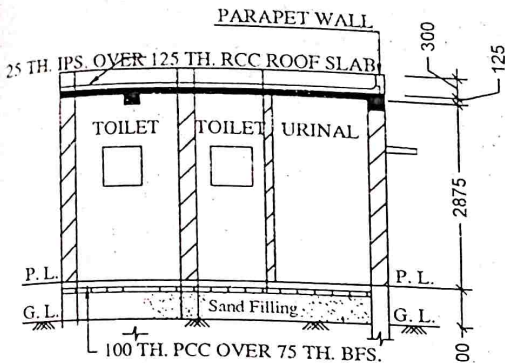 PARAPET WALL
300
125
25 TH. IPS. OVER 125 TH. RCC ROOF SLAB
TOILET TOILET URINAL
2875
P. L. P. L.
G. L. Sand Filling G. L.
00
100 TH. PCC OVER 75 TH. BFS.